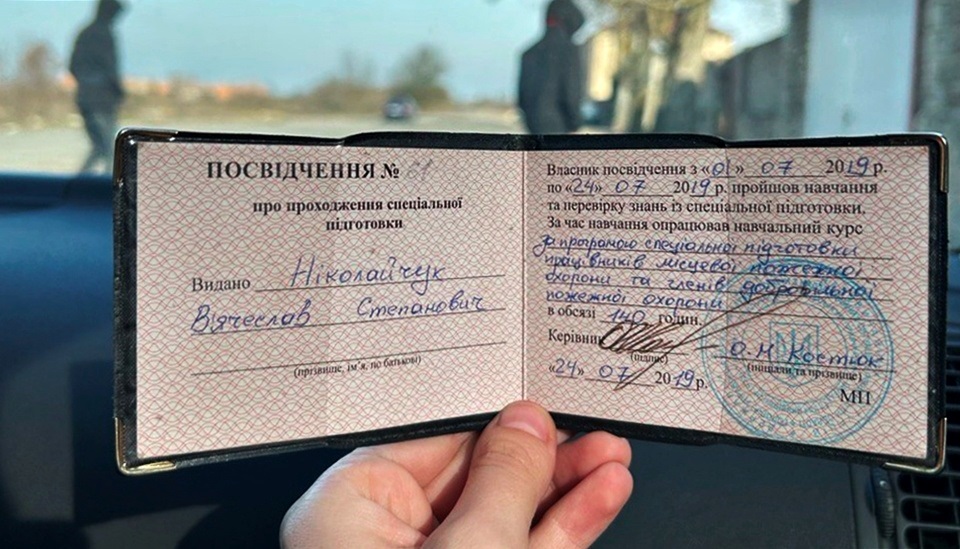 ПОСВІДЧЕННЯ № 61
про проходження спеціальної
підготовки
Видано Ніколайчук
Вячеслав Степанович
(прізвище, ім'я, по батькові)
Власник посвідчення з «01» 07 2019 р.
по «24» 07 2019 р. пройшов навчання
та перевірку знань із спеціальної підготовки.
За час навчання опрацював навчальний курс
за програмою спеціальної підготовки
працівників місцевої пожежної
охорони та членів добровільної
пожежної охорони
в обсязі 140 годин.
Керівник О.М. Костюк
(підпис) (ініціали та прізвище)
«24» 07 2019 р.
МП